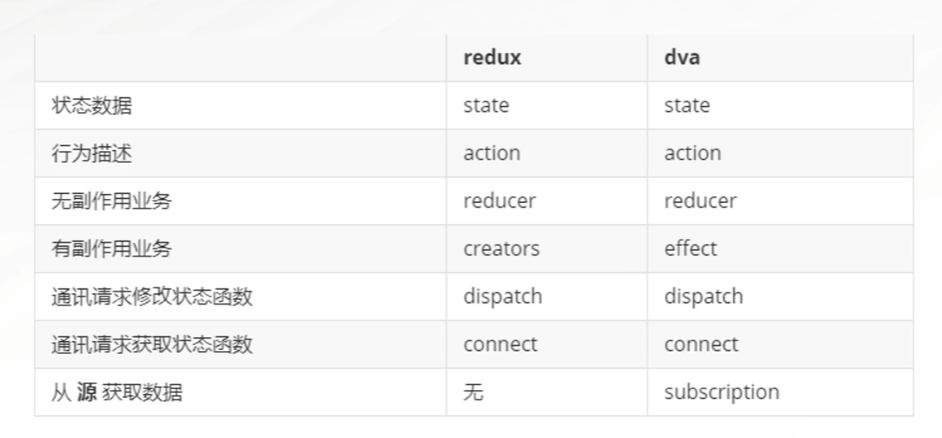 redux dva
状态数据 state state
行为描述 action action
无副作用业务 reducer reducer
有副作用业务 creators effect
通讯请求修改状态函数 dispatch dispatch
通讯请求获取状态函数 connect connect
从 源 获取数据 无 subscription